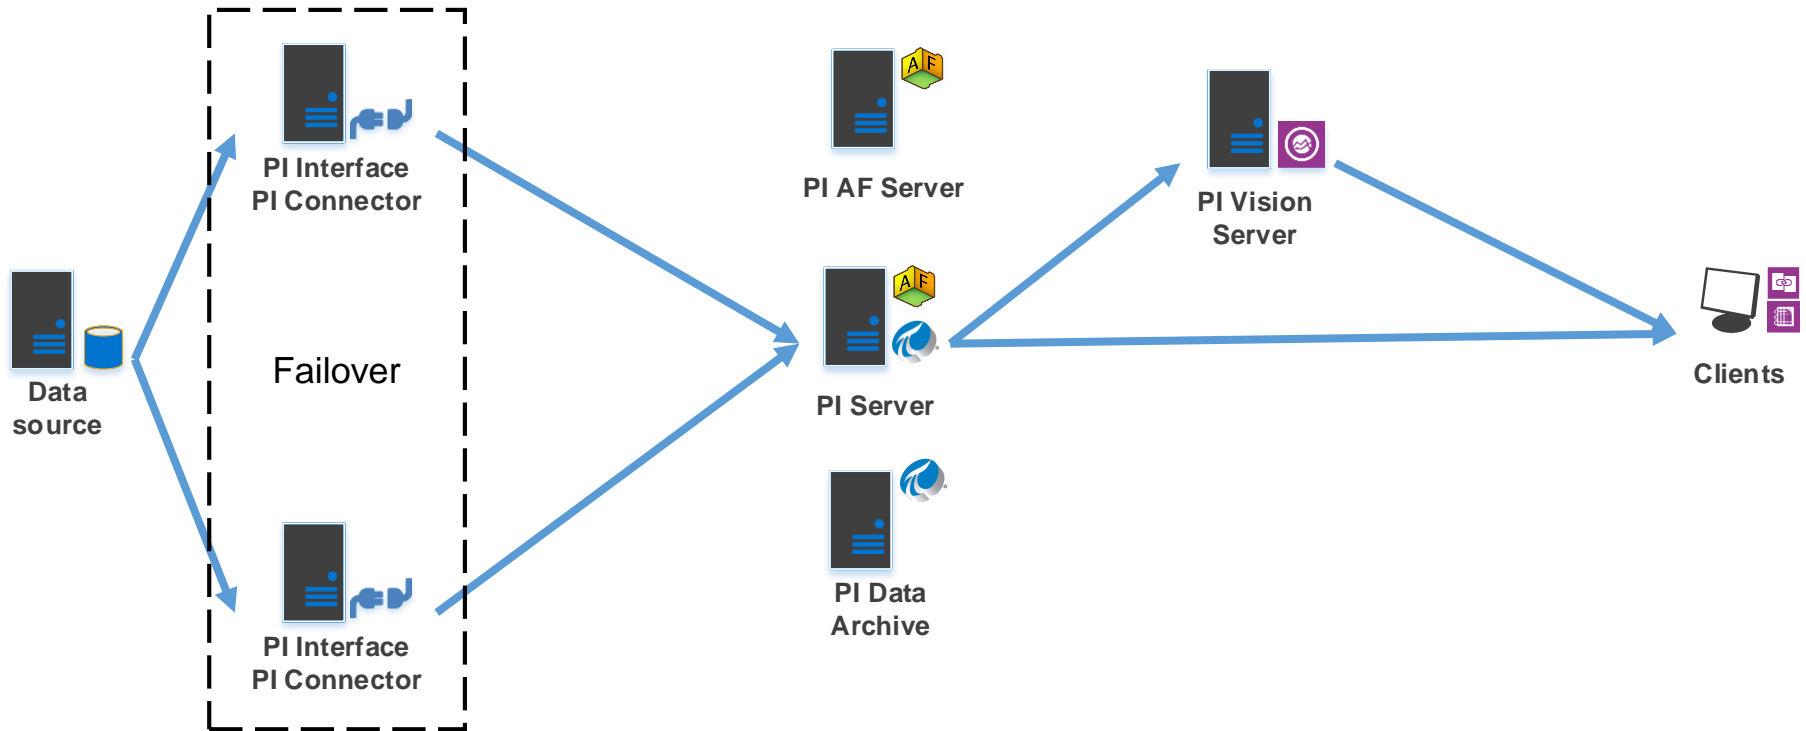 PI Interface
PI Connector
A F
PI AF Server
PI Vision
Server
Data
source
Failover
A F
PI Server
Clients
PI Interface
PI Connector
PI Data
Archive